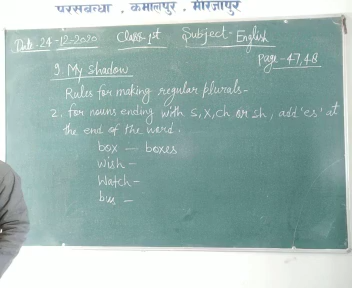 परसबन्धा , कमालपुर , मीरजापुर
Date-24-12-2020 Class-1st Subject- English
Page-47,48
9. My Shadow
Rules for making regular plurals-
2. for nouns ending with s, x, ch or sh, add 'es' at
the end of the word.
box — boxes
wish —
watch —
bus —